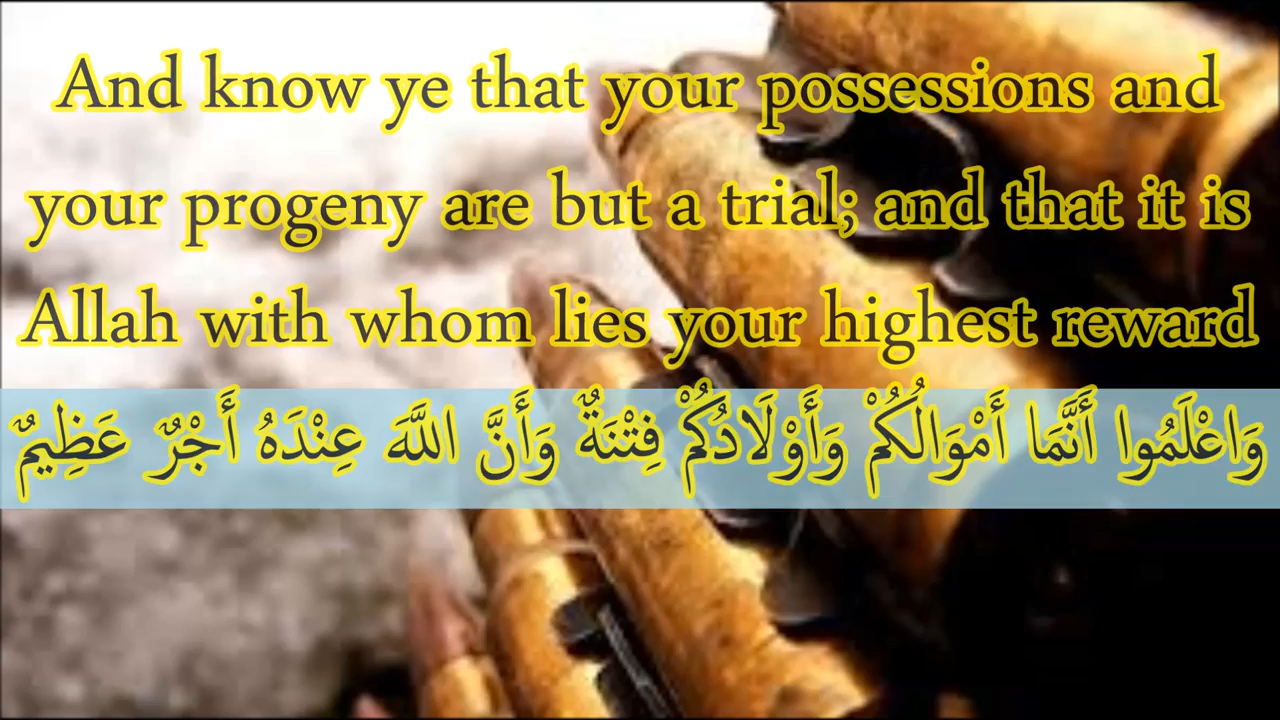 And know ye that your possessions and
your progeny are but a trial; and that it is
Allah with whom lies your highest reward
وَاعْلَمُوا أَنَّمَا أَمْوَالُكُمْ وَأَوْلَادُكُمْ فِتْنَةٌ وَأَنَّ اللَّهَ عِنْدَهُ أَجْرٌ عَظِيمٌ